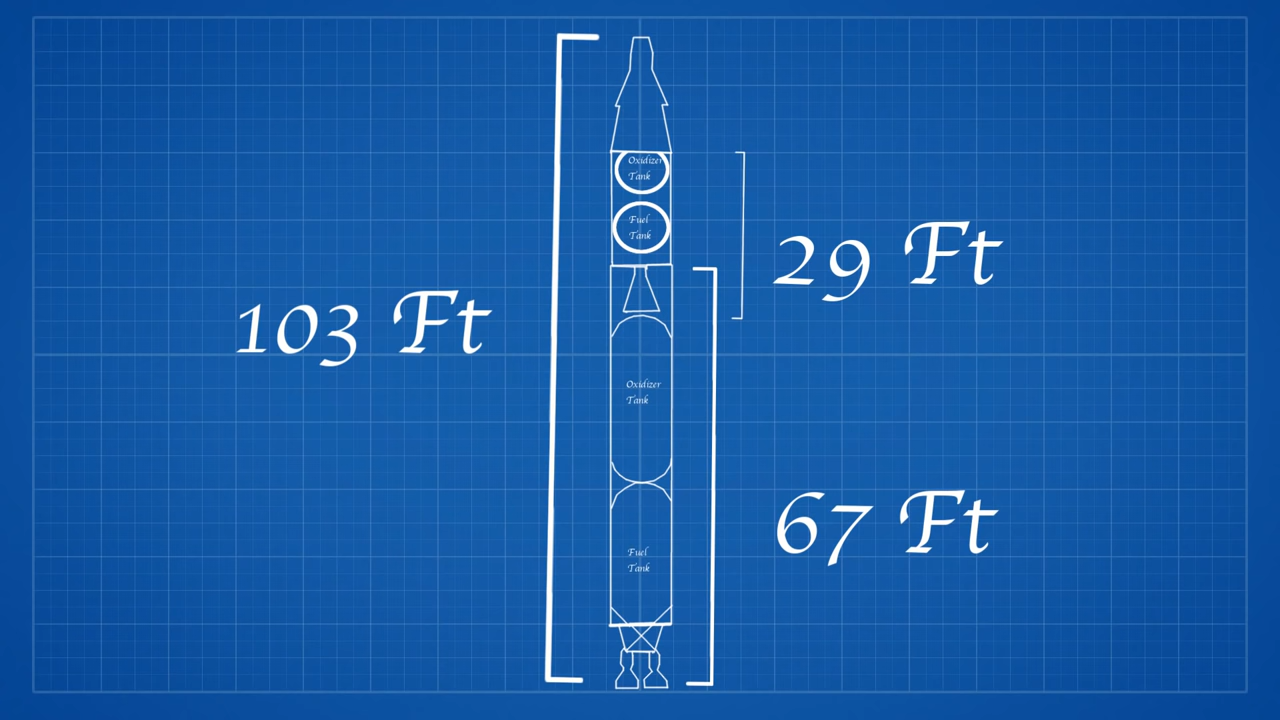 Oxidizer
Tank
Fuel
Tank
29 Ft
103 Ft
Oxidizer
Tank
67 Ft
Fuel
Tank